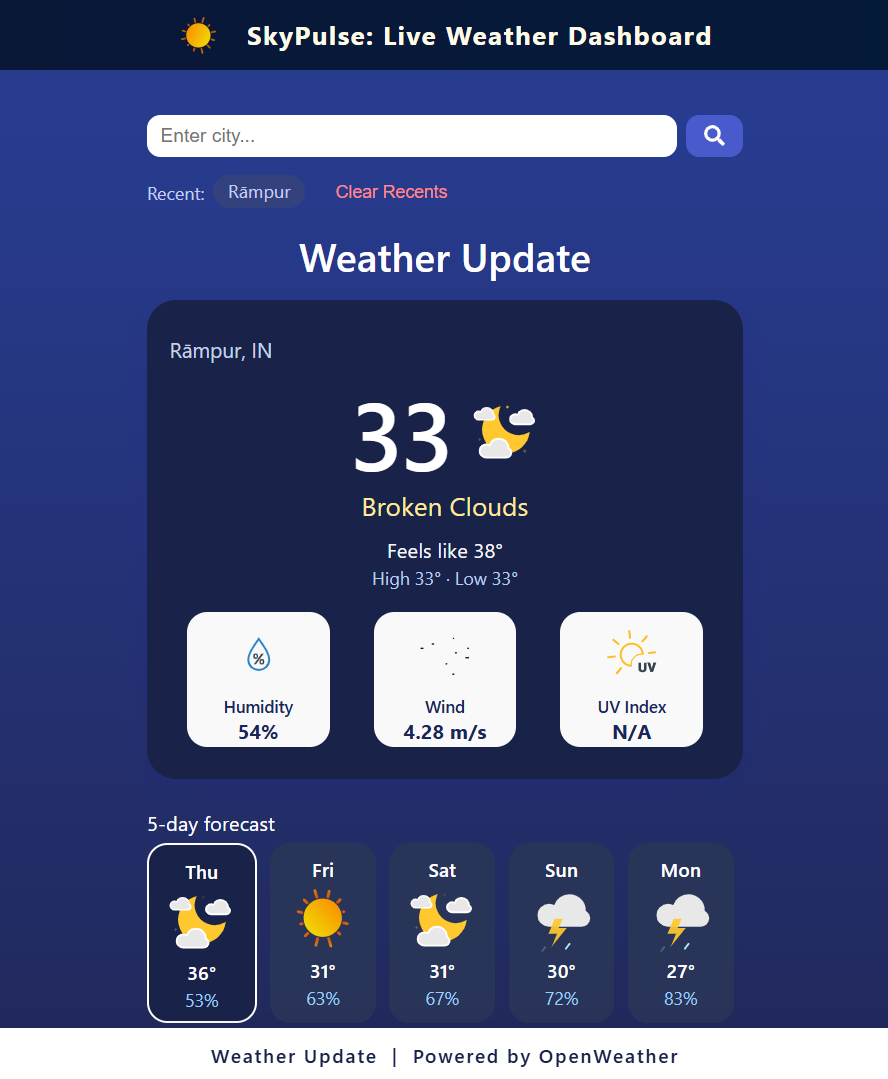 SkyPulse: Live Weather Dashboard
Enter city...
Recent: Rāmpur Clear Recents
Weather Update
Rāmpur, IN
33
Broken Clouds
Feels like 38°
High 33° · Low 33°
% UV
Humidity Wind UV Index
54% 4.28 m/s N/A
5-day forecast
Thu Fri Sat Sun Mon
36° 31° 31° 30° 27°
53% 63% 67% 72% 83%
Weather Update | Powered by OpenWeather